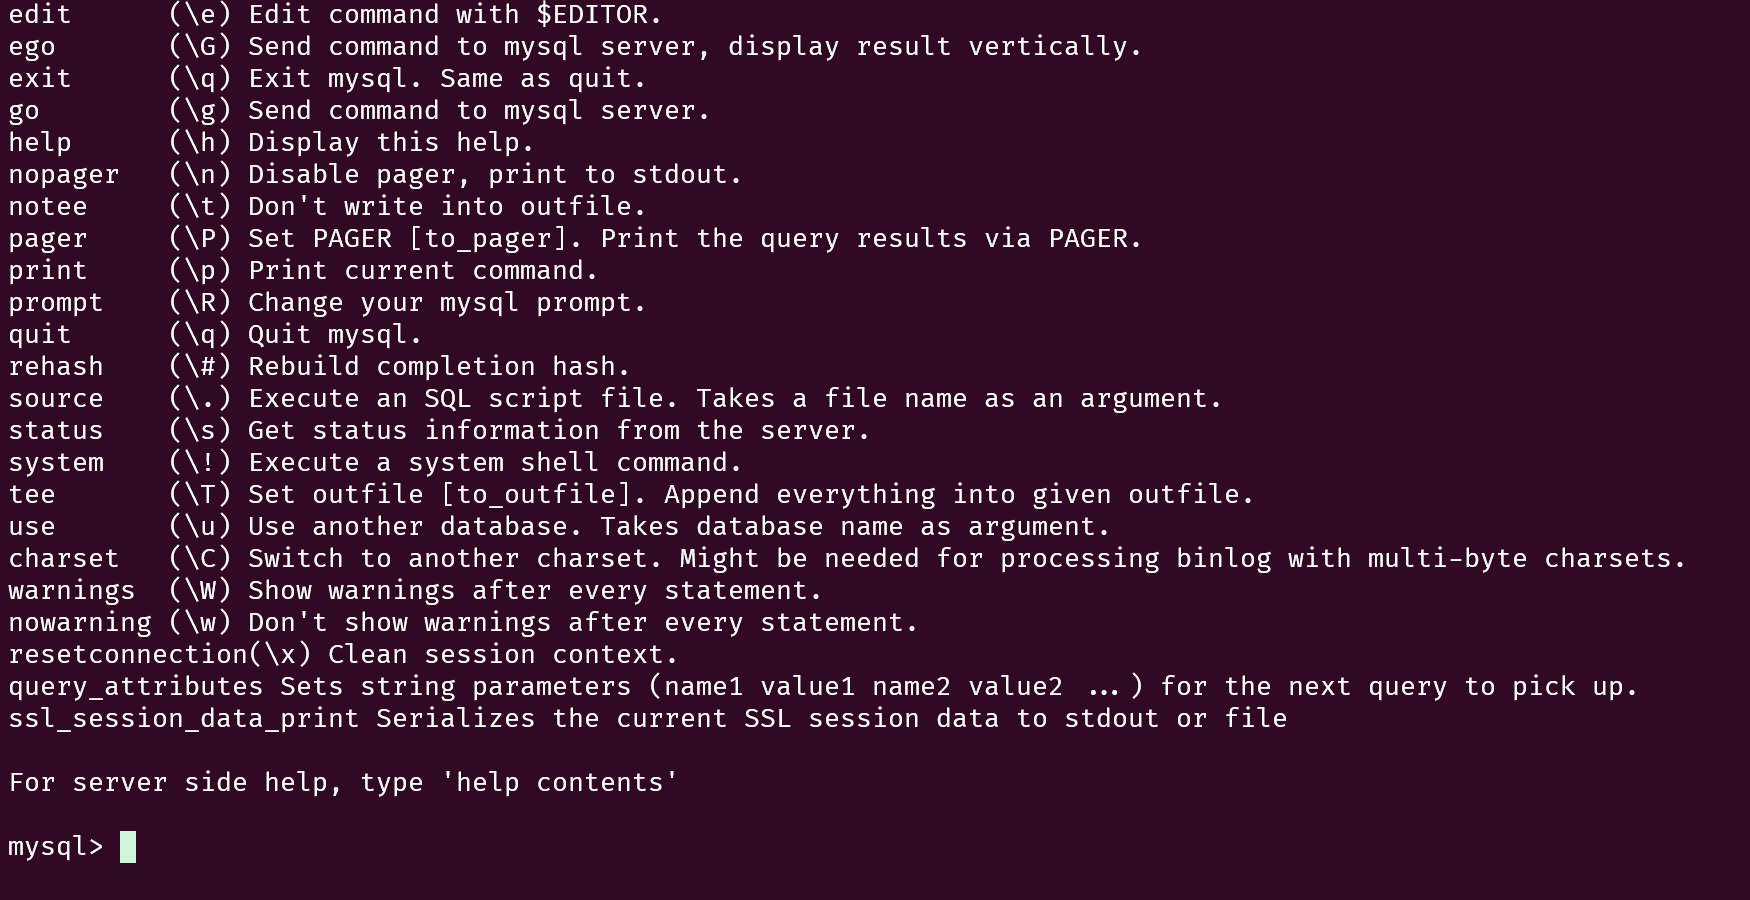 edit      (\e) Edit command with $EDITOR.
ego       (\G) Send command to mysql server, display result vertically.
exit      (\q) Exit mysql. Same as quit.
go        (\g) Send command to mysql server.
help      (\h) Display this help.
nopager   (\n) Disable pager, print to stdout.
notee     (\t) Don't write into outfile.
pager     (\P) Set PAGER [to_pager]. Print the query results via PAGER.
print     (\p) Print current command.
prompt    (\R) Change your mysql prompt.
quit      (\q) Quit mysql.
rehash    (\#) Rebuild completion hash.
source    (\.) Execute an SQL script file. Takes a file name as an argument.
status    (\s) Get status information from the server.
system    (\!) Execute a system shell command.
tee       (\T) Set outfile [to_outfile]. Append everything into given outfile.
use       (\u) Use another database. Takes database name as argument.
charset   (\C) Switch to another charset. Might be needed for processing binlog with multi-byte charsets.
warnings  (\W) Show warnings after every statement.
nowarning (\w) Don't show warnings after every statement.
resetconnection(\x) Clean session context.
query_attributes Sets string parameters (name1 value1 name2 value2 ...) for the next query to pick up.
ssl_session_data_print Serializes the current SSL session data to stdout or file
For server side help, type 'help contents'
mysql>